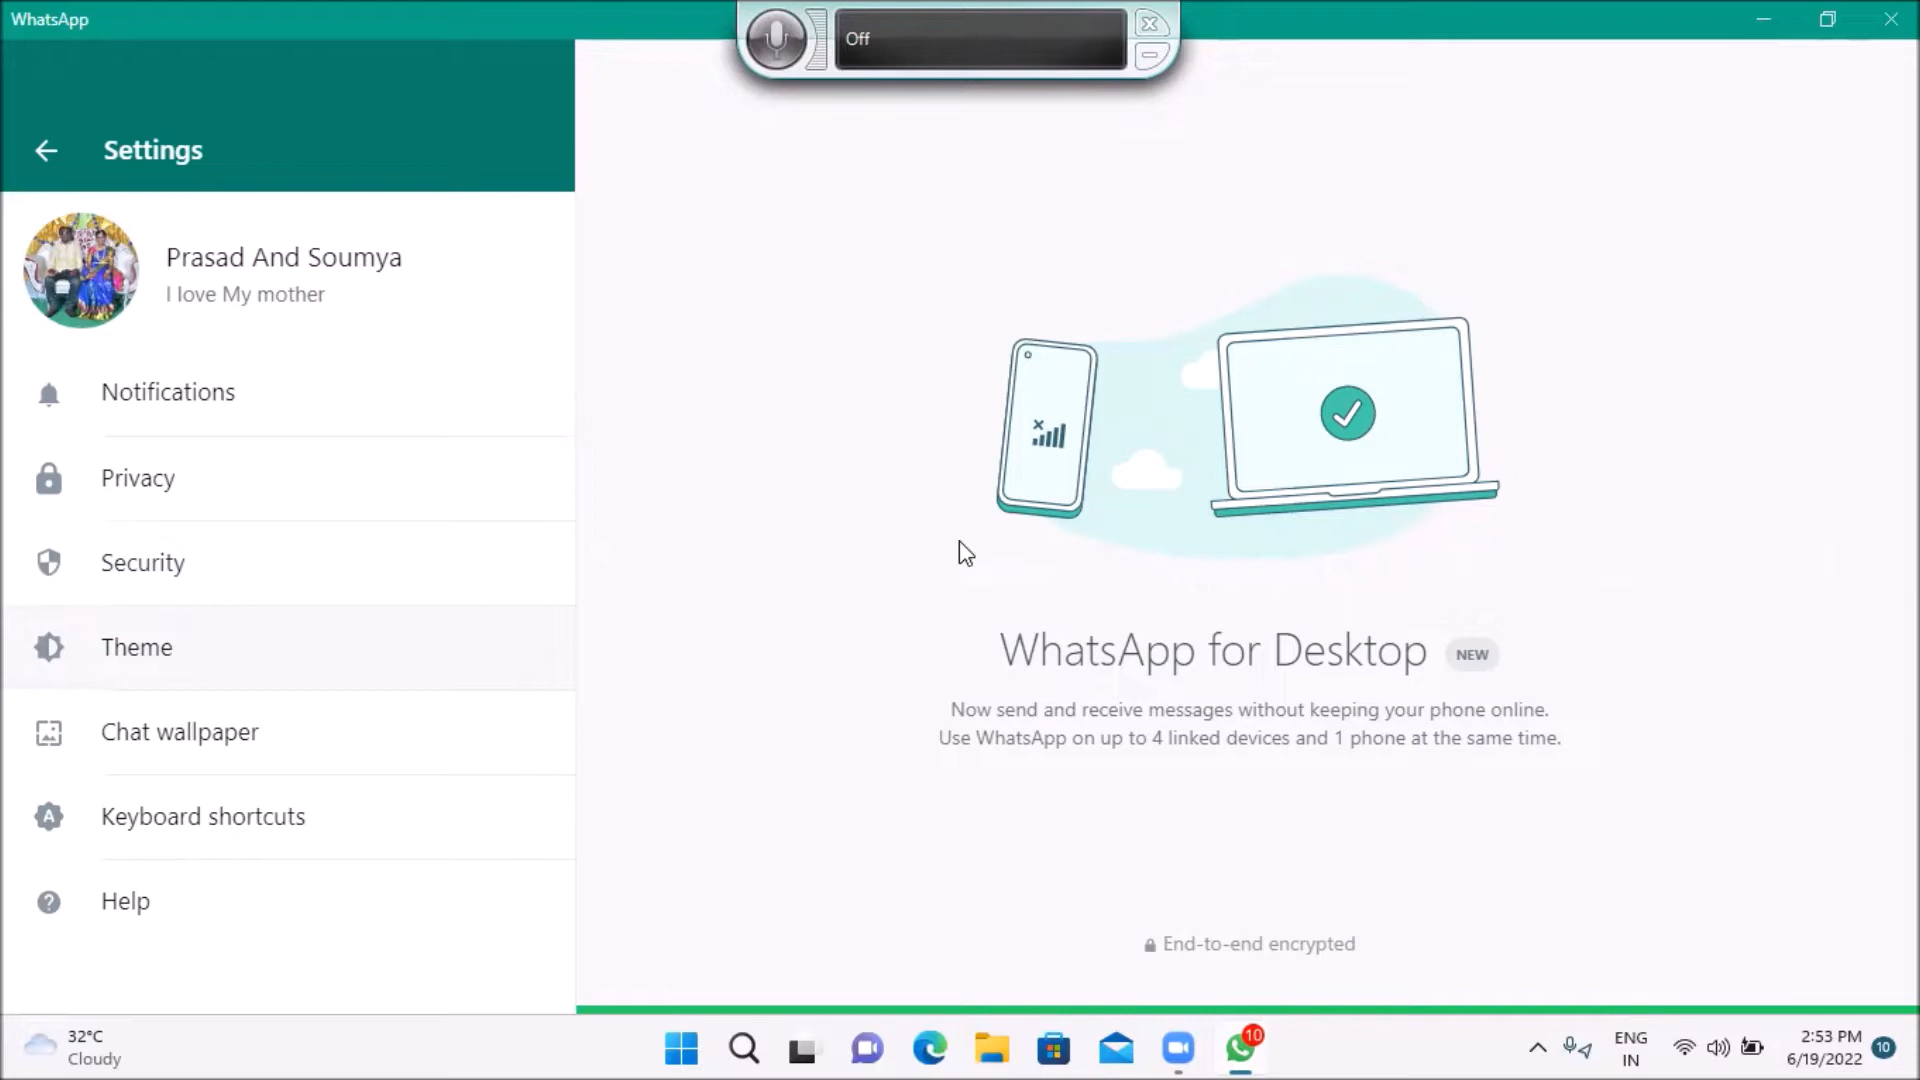 WhatsApp
Off
Settings
Prasad And Soumya
I love My mother
Notifications
Privacy
Security
Theme
Chat wallpaper
Keyboard shortcuts
Help
WhatsApp for Desktop NEW
Now send and receive messages without keeping your phone online.
Use WhatsApp on up to 4 linked devices and 1 phone at the same time.
End-to-end encrypted
32°C
Cloudy
10
ENG
IN
2:53 PM
6/19/2022
10